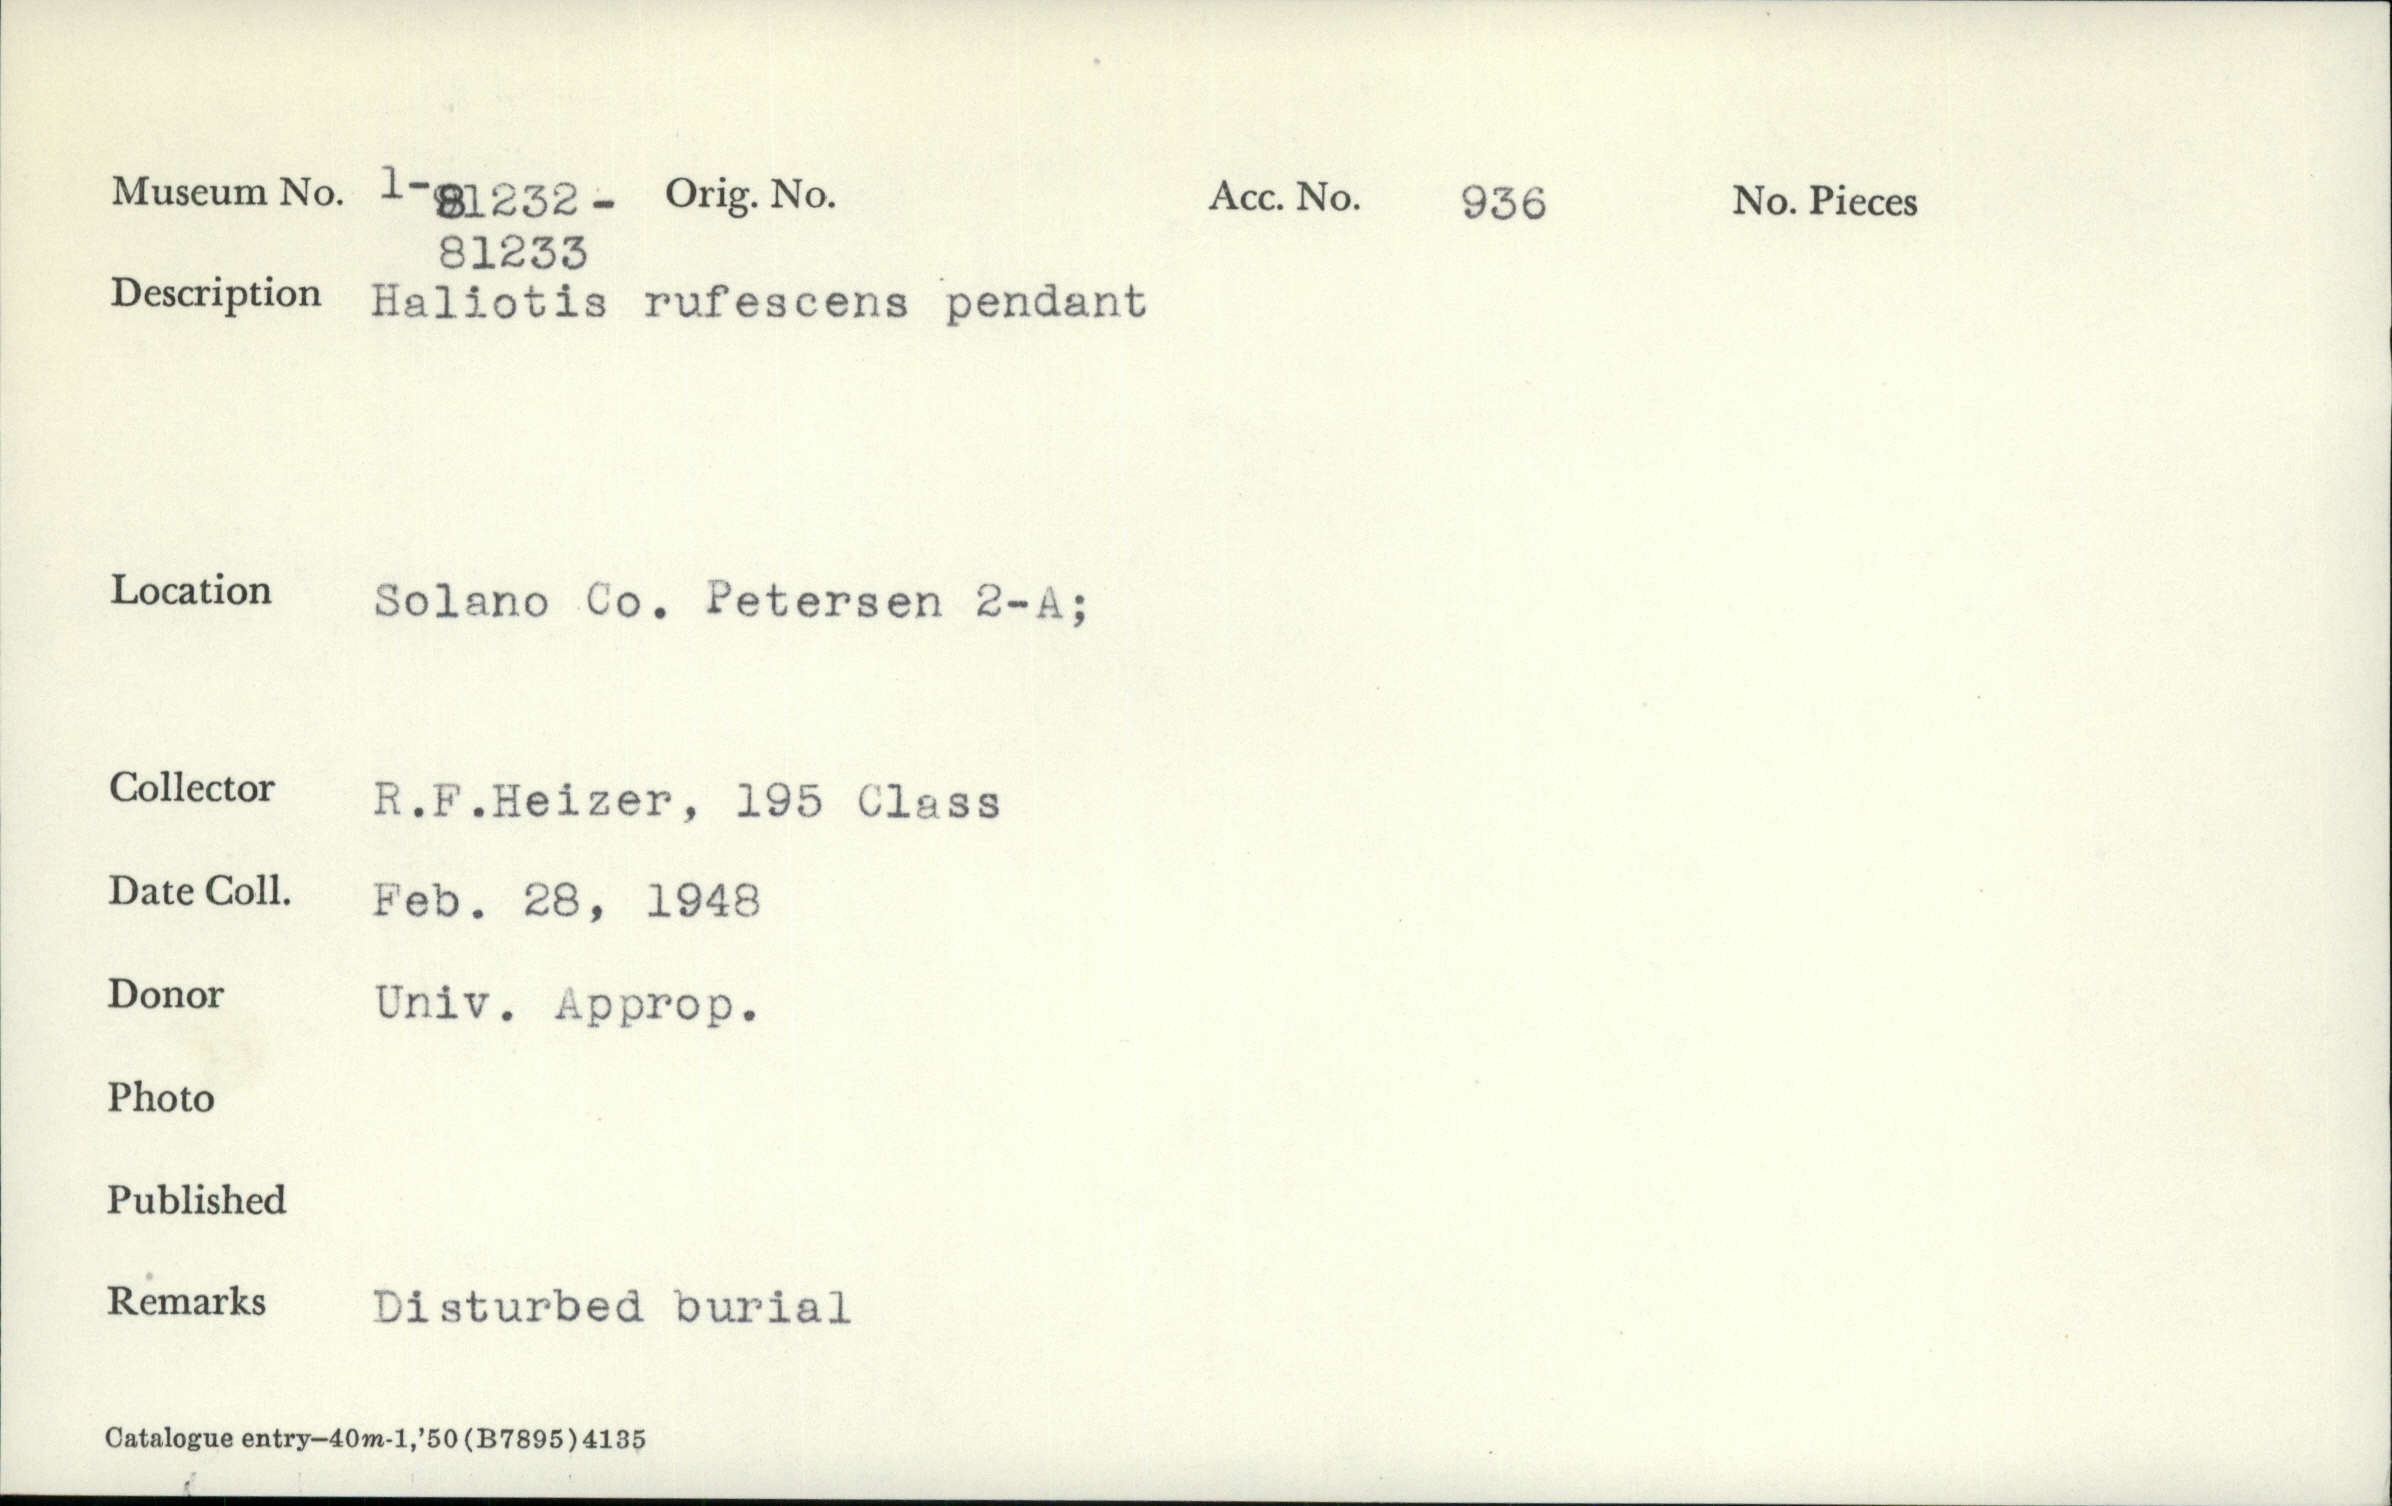 Museum No. 1-81232- Orig. No. Acc. No. 936 No. Pieces
81233
Description Haliotis rufescens pendant
Location Solano Co. Petersen 2-A;
Collector R.F.Heizer, 195 Class
Date Coll. Feb. 28, 1948
Donor Univ. Approp.
Photo
Published
Remarks Disturbed burial
Catalogue entry—40m-1,'50(B7895)4135